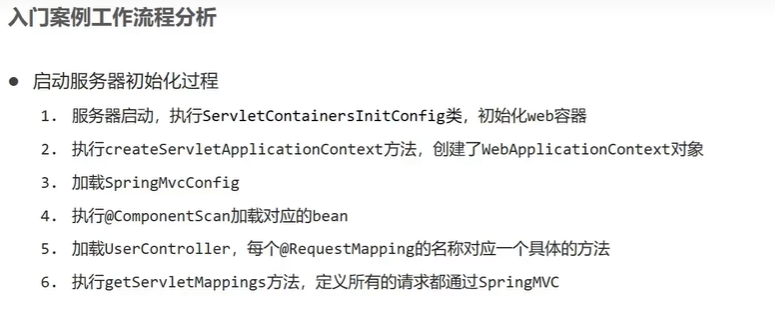 入门案例工作流程分析
● 启动服务器初始化过程
1. 服务器启动，执行ServletContainersInitConfig类，初始化web容器
2. 执行createServletApplicationContext方法，创建了WebApplicationContext对象
3. 加载SpringMvcConfig
4. 执行@ComponentScan加载对应的bean
5. 加载UserController，每个@RequestMapping的名称对应一个具体的方法
6. 执行getServletMappings方法，定义所有的请求都通过SpringMVC